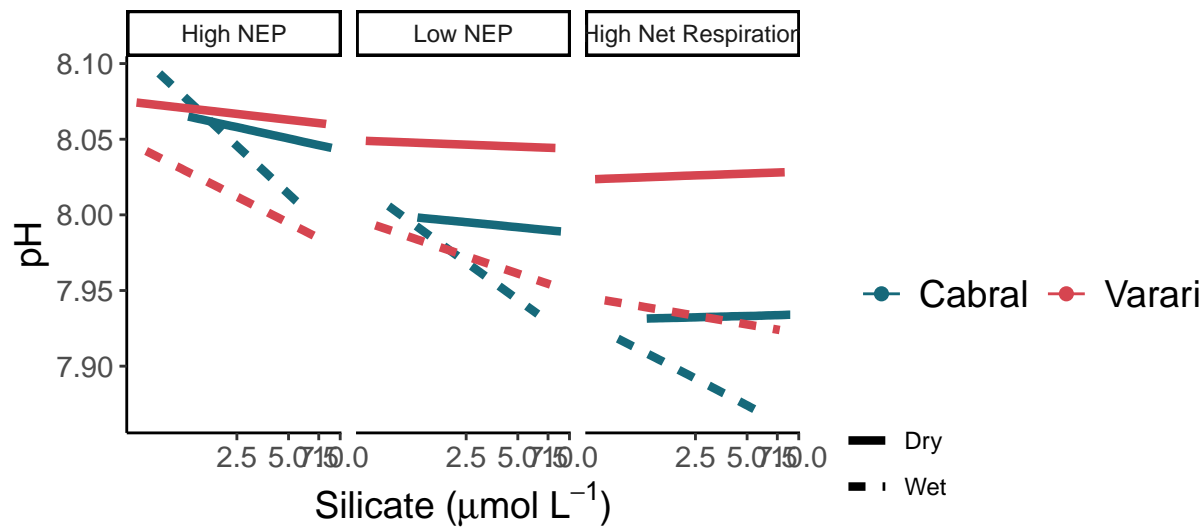 High NEP Low NEP High Net Respiration
8.10
8.05
8.00
7.95
7.90
pH
2.5 5.0 7.5 10.0 2.5 5.0 7.5 10.0 2.5 5.0 7.5 10.0
Silicate (μmol L⁻¹)
Cabral Varari
Dry
Wet